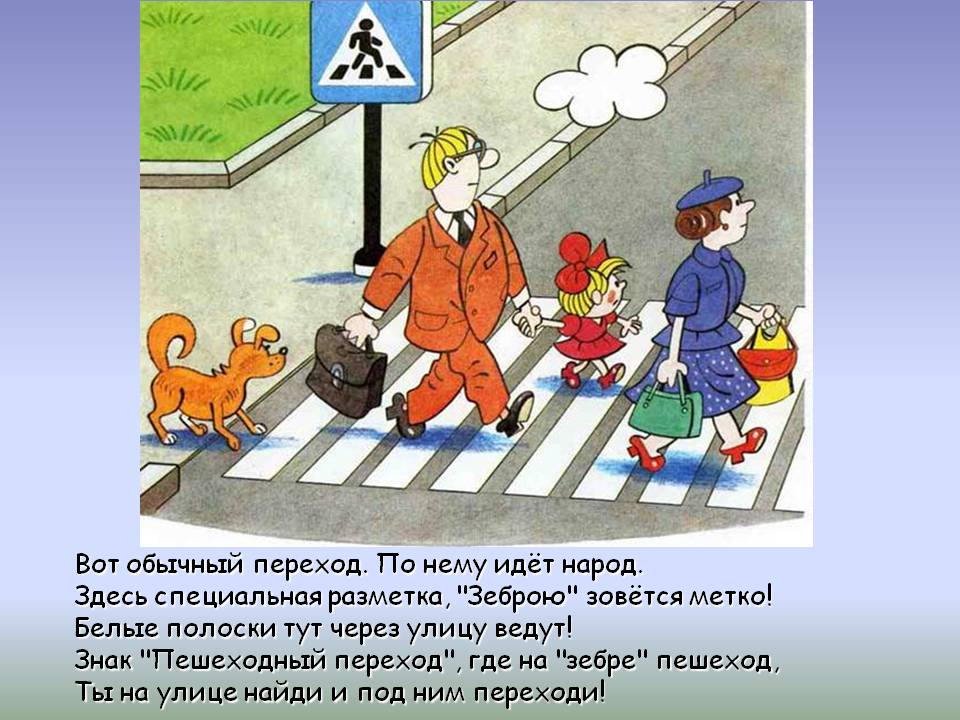 Вот обычный переход. По нему идёт народ.
Здесь специальная разметка, "Зеброю" зовётся метко!
Белые полоски тут через улицу ведут!
Знак "Пешеходный переход", где на "зебре" пешеход,
Ты на улице найди и под ним переходи!